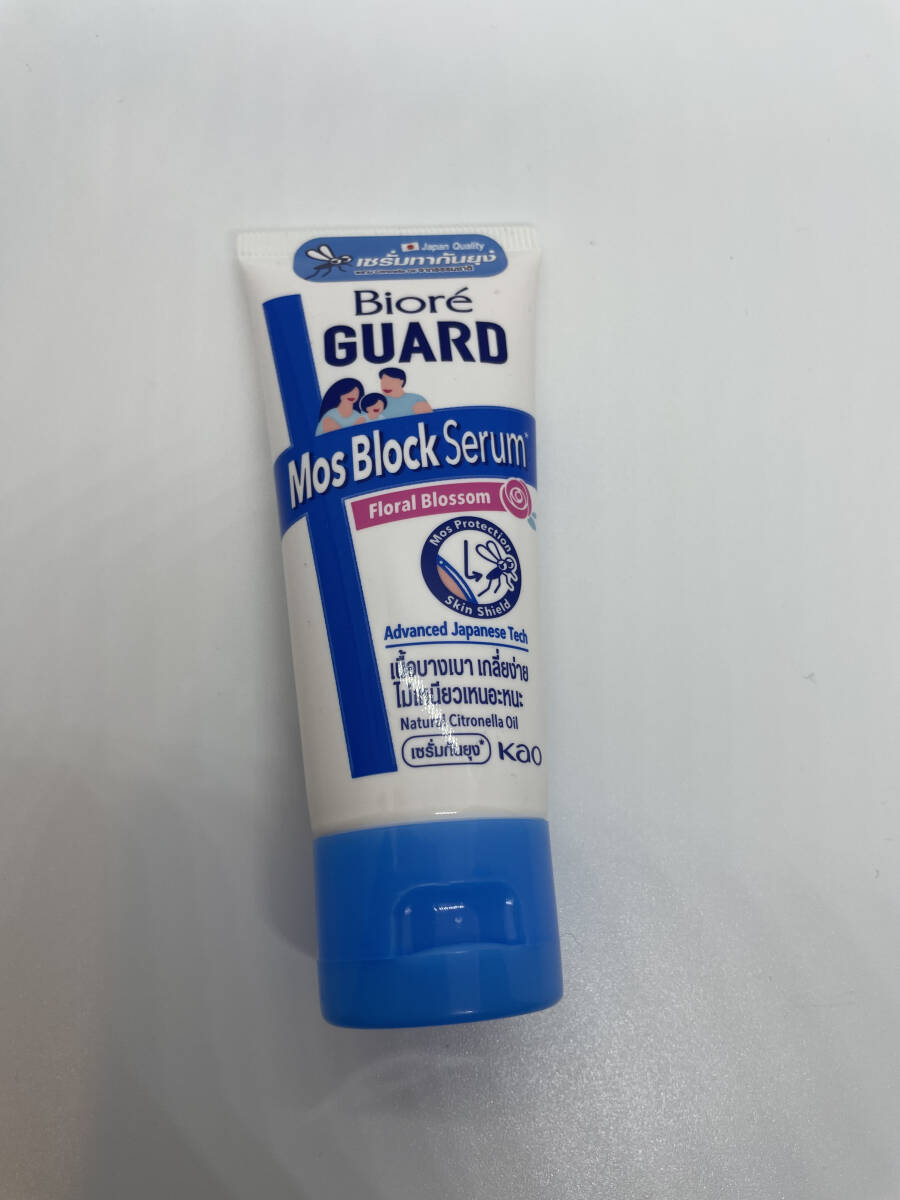 Japan Quality
เซรั่มทากันยุง
Bioré
GUARD
Mos Block Serum™
Floral Blossom
Mos Protection
Skin Shield
Advanced Japanese Tech
เนื้อบางเบา เกลี่ยง่าย
ไม่เหนียวเหนอะหนะ
Natural Citronella Oil
เซรั่มกันยุง*
Kao